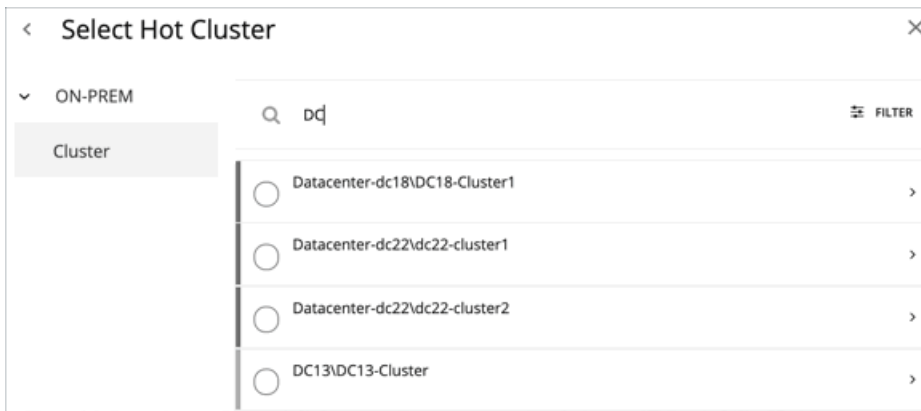 Select Hot Cluster
ON-PREM
Cluster
DC
FILTER
Datacenter-dc18\DC18-Cluster1
Datacenter-dc22\dc22-cluster1
Datacenter-dc22\dc22-cluster2
DC13\DC13-Cluster